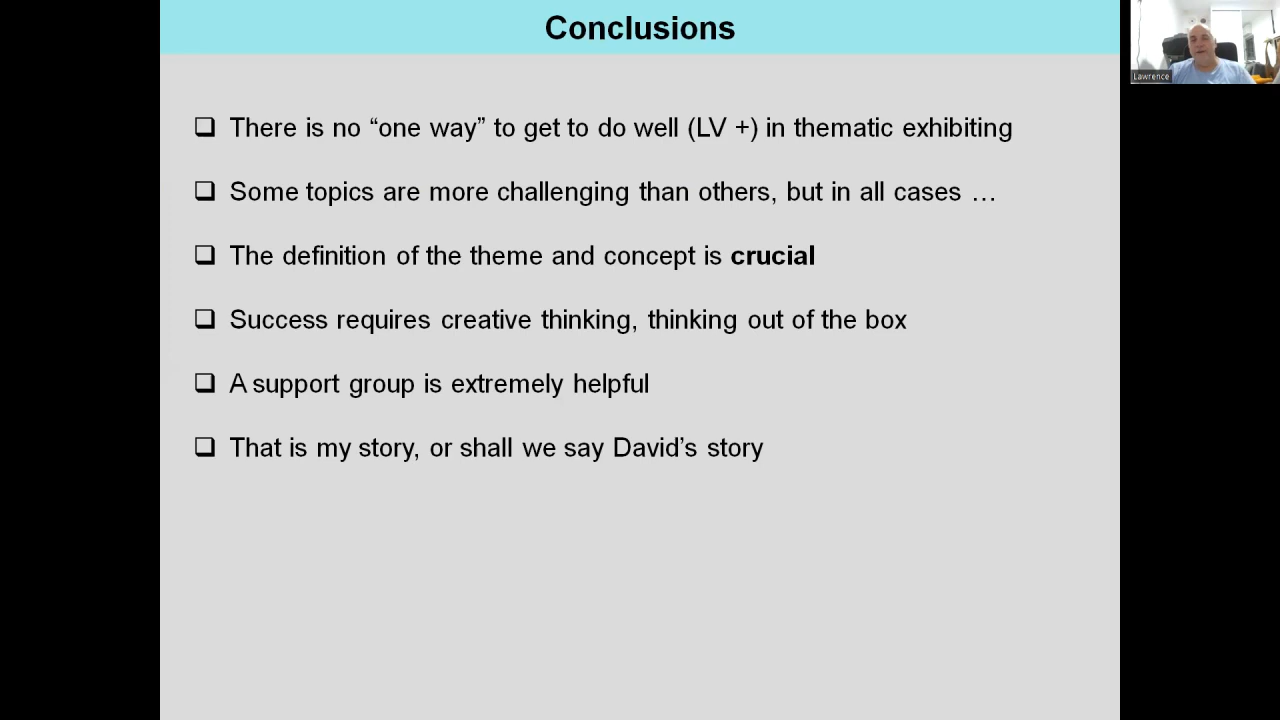 Conclusions
There is no “one way” to get to do well (LV +) in thematic exhibiting
Some topics are more challenging than others, but in all cases …
The definition of the theme and concept is crucial
Success requires creative thinking, thinking out of the box
A support group is extremely helpful
That is my story, or shall we say David’s story
Lawrence